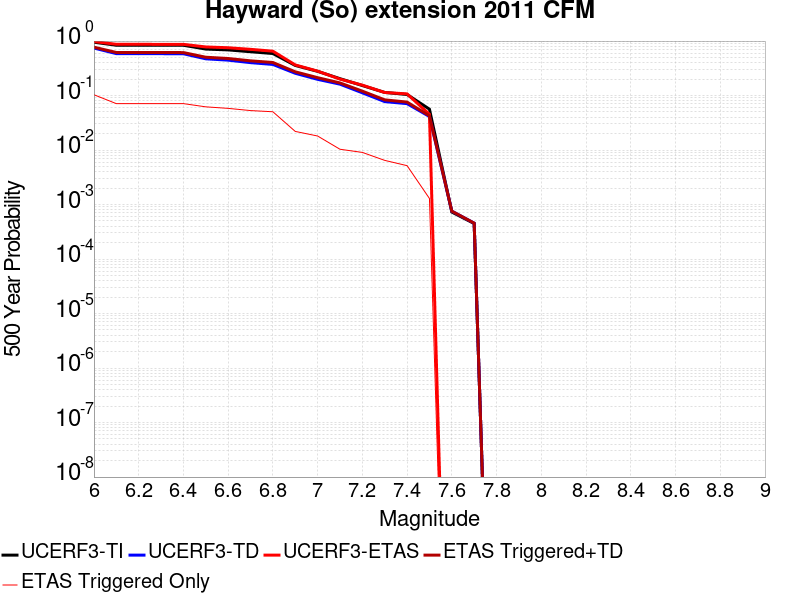 Hayward (So) extension 2011 CFM
10^0
10^-1
10^-2
10^-3
10^-4
10^-5
10^-6
10^-7
10^-8
500 Year Probability
6 6.2 6.4 6.6 6.8 7 7.2 7.4 7.6 7.8 8 8.2 8.4 8.6 8.8 9
Magnitude
UCERF3-TI UCERF3-TD UCERF3-ETAS ETAS Triggered+TD
ETAS Triggered Only